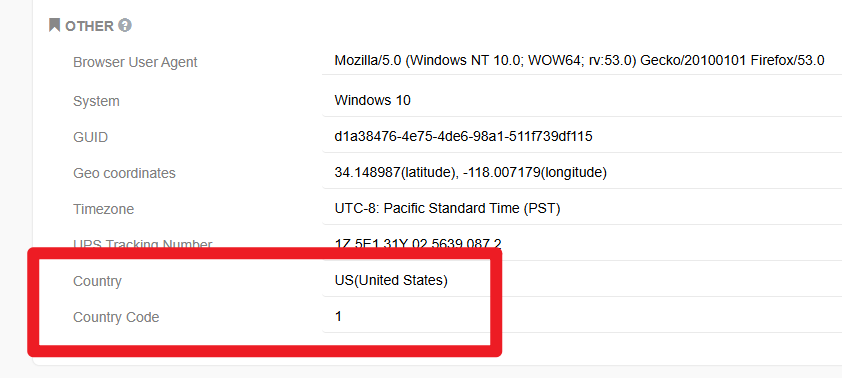 OTHER ?
Browser User Agent Mozilla/5.0 (Windows NT 10.0; WOW64; rv:53.0) Gecko/20100101 Firefox/53.0
System Windows 10
GUID d1a38476-4e75-4de6-98a1-511f739df115
Geo coordinates 34.148987(latitude), -118.007179(longitude)
Timezone UTC-8: Pacific Standard Time (PST)
UPS Tracking Number 1Z 5E1 31Y 02 5639 087 2
Country US(United States)
Country Code 1